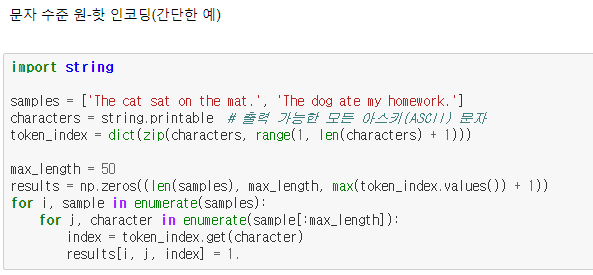 문자 수준 원-핫 인코딩(간단한 예)
import string
samples = ['The cat sat on the mat.', 'The dog ate my homework.']
characters = string.printable  # 출력 가능한 모든 아스키(ASCII) 문자
token_index = dict(zip(characters, range(1, len(characters) + 1)))
max_length = 50
results = np.zeros((len(samples), max_length, max(token_index.values()) + 1))
for i, sample in enumerate(samples):
    for j, character in enumerate(sample[:max_length]):
        index = token_index.get(character)
        results[i, j, index] = 1.